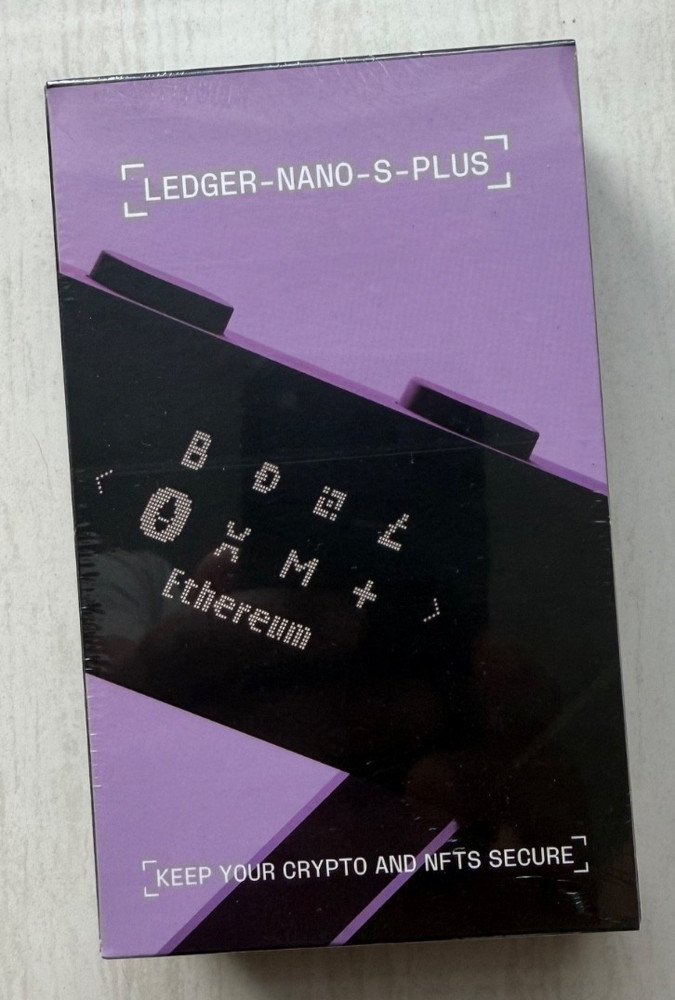 LEDGER-NANO-S-PLUS
B Ð Ł
M +
Ethereum
KEEP YOUR CRYPTO AND NFTS SECURE